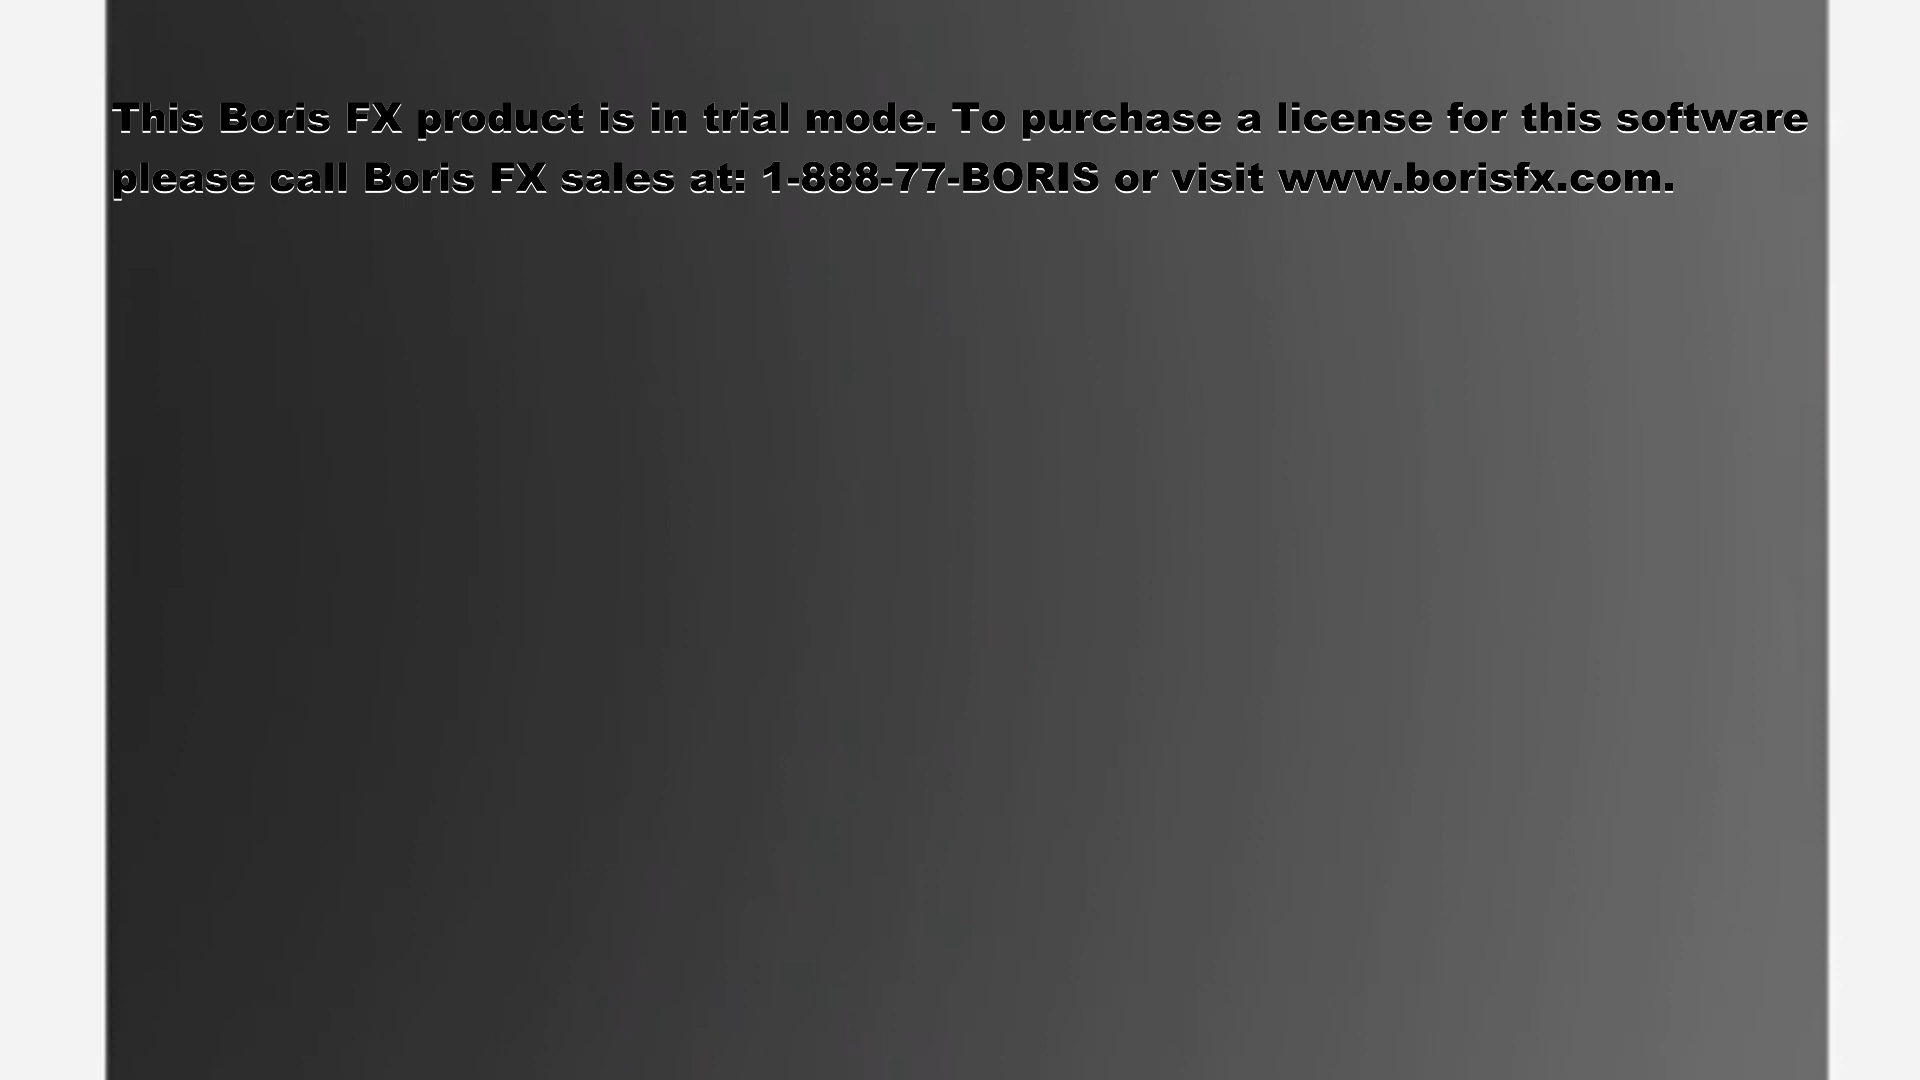 This Boris FX product is in trial mode. To purchase a license for this software
please call Boris FX sales at: 1-888-77-BORIS or visit www.borisfx.com.